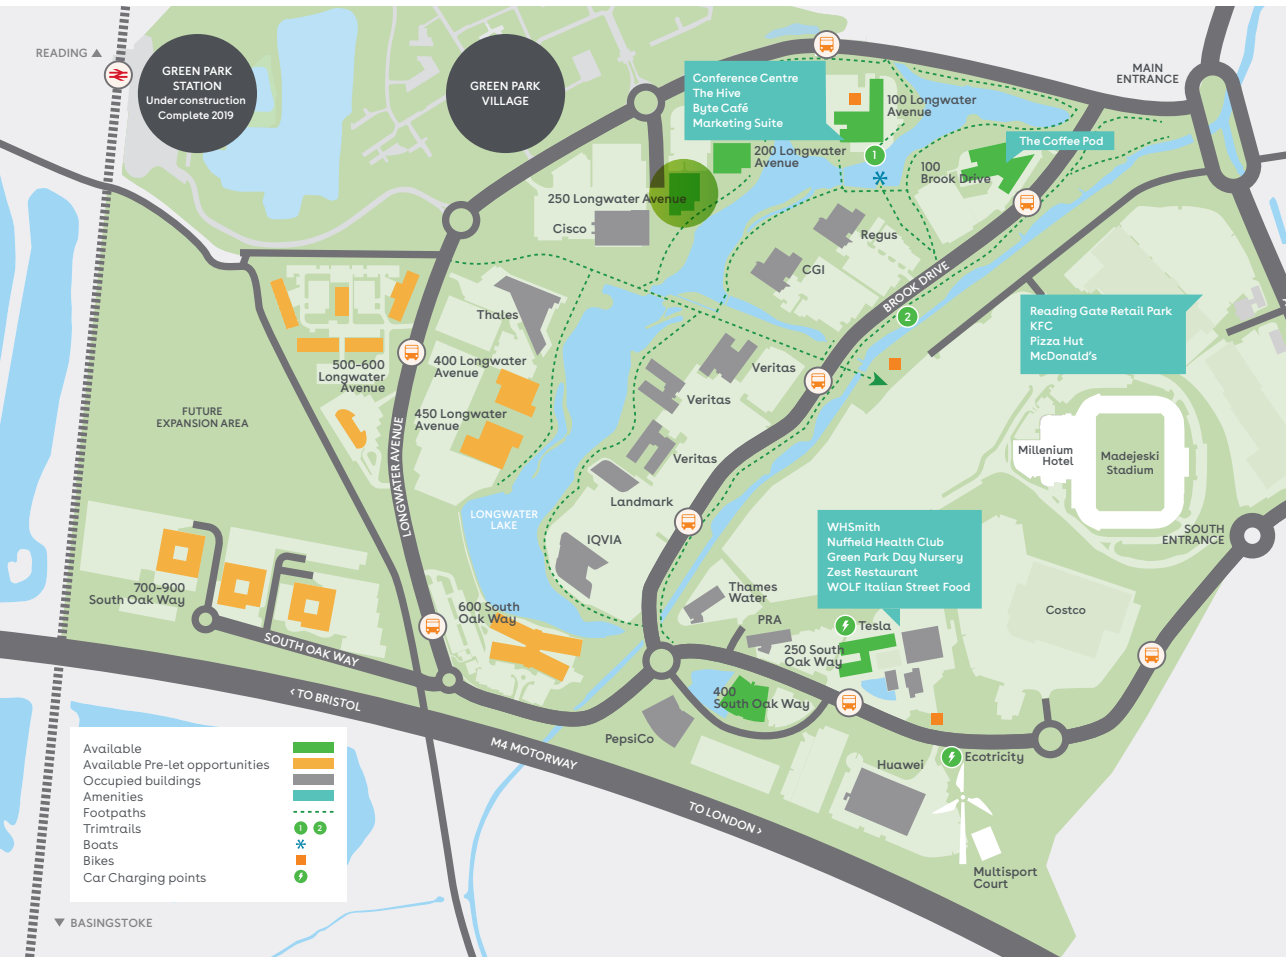 READING
GREEN PARK
STATION
Under construction
Complete 2019
GREEN PARK
VILLAGE
MAIN
ENTRANCE
Conference Centre
The Hive
Byte Café
Marketing Suite
100 Longwater
Avenue
The Coffee Pod
200 Longwater
Avenue
1
100
Brook Drive
250 Longwater Avenue
Cisco
Regus
CGI
BROOK DRIVE
2
Thales
Reading Gate Retail Park
KFC
Pizza Hut
McDonald's
500-600
Longwater
Avenue
400 Longwater
Avenue
Veritas
Veritas
Veritas
450 Longwater
Avenue
FUTURE
EXPANSION AREA
LONGWATER AVENUE
Millenium
Hotel
Madejeski
Stadium
Landmark
LONGWATER
LAKE
IQVIA
SOUTH
ENTRANCE
WHSmith
Nuffield Health Club
Green Park Day Nursery
Zest Restaurant
WOLF Italian Street Food
700-900
South Oak Way
600 South
Oak Way
Thames
Water
PRA
Tesla
Costco
250 South
Oak Way
SOUTH OAK WAY
400
South Oak Way
‹ TO BRISTOL
PepsiCo
M4 MOTORWAY
Huawei
Ecotricity
TO LONDON ›
Multisport
Court
Available
Available Pre-let opportunities
Occupied buildings
Amenities
Footpaths
Trimtrails 1 2
Boats
Bikes
Car Charging points
BASINGSTOKE